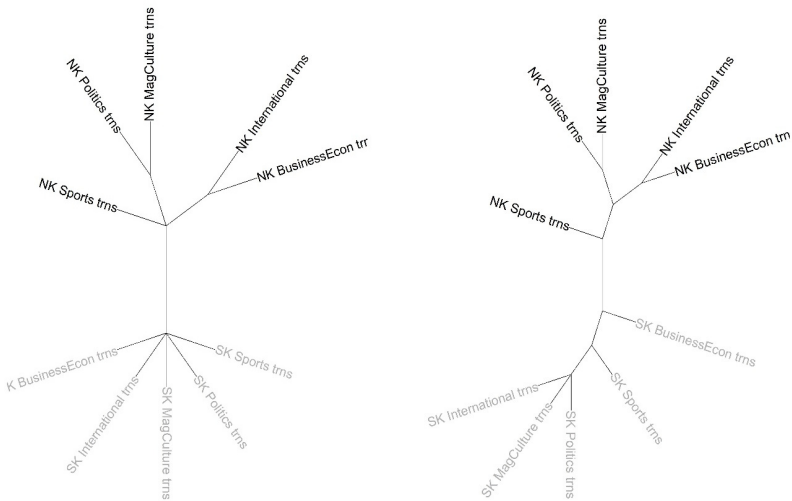 NK Politics trns
NK MagCulture trns
NK International trns
NK BusinessEcon trr
NK Sports trns
K BusinessEcon trns
SK International trns
SK MagCulture trns
SK Politics trns
SK Sports trns
NK Politics trns
NK MagCulture trns
NK International trns
NK BusinessEcon trn
NK Sports trns
SK BusinessEcon trns
SK International trns
SK MagCulture trns
SK Politics trns
SK Sports trns